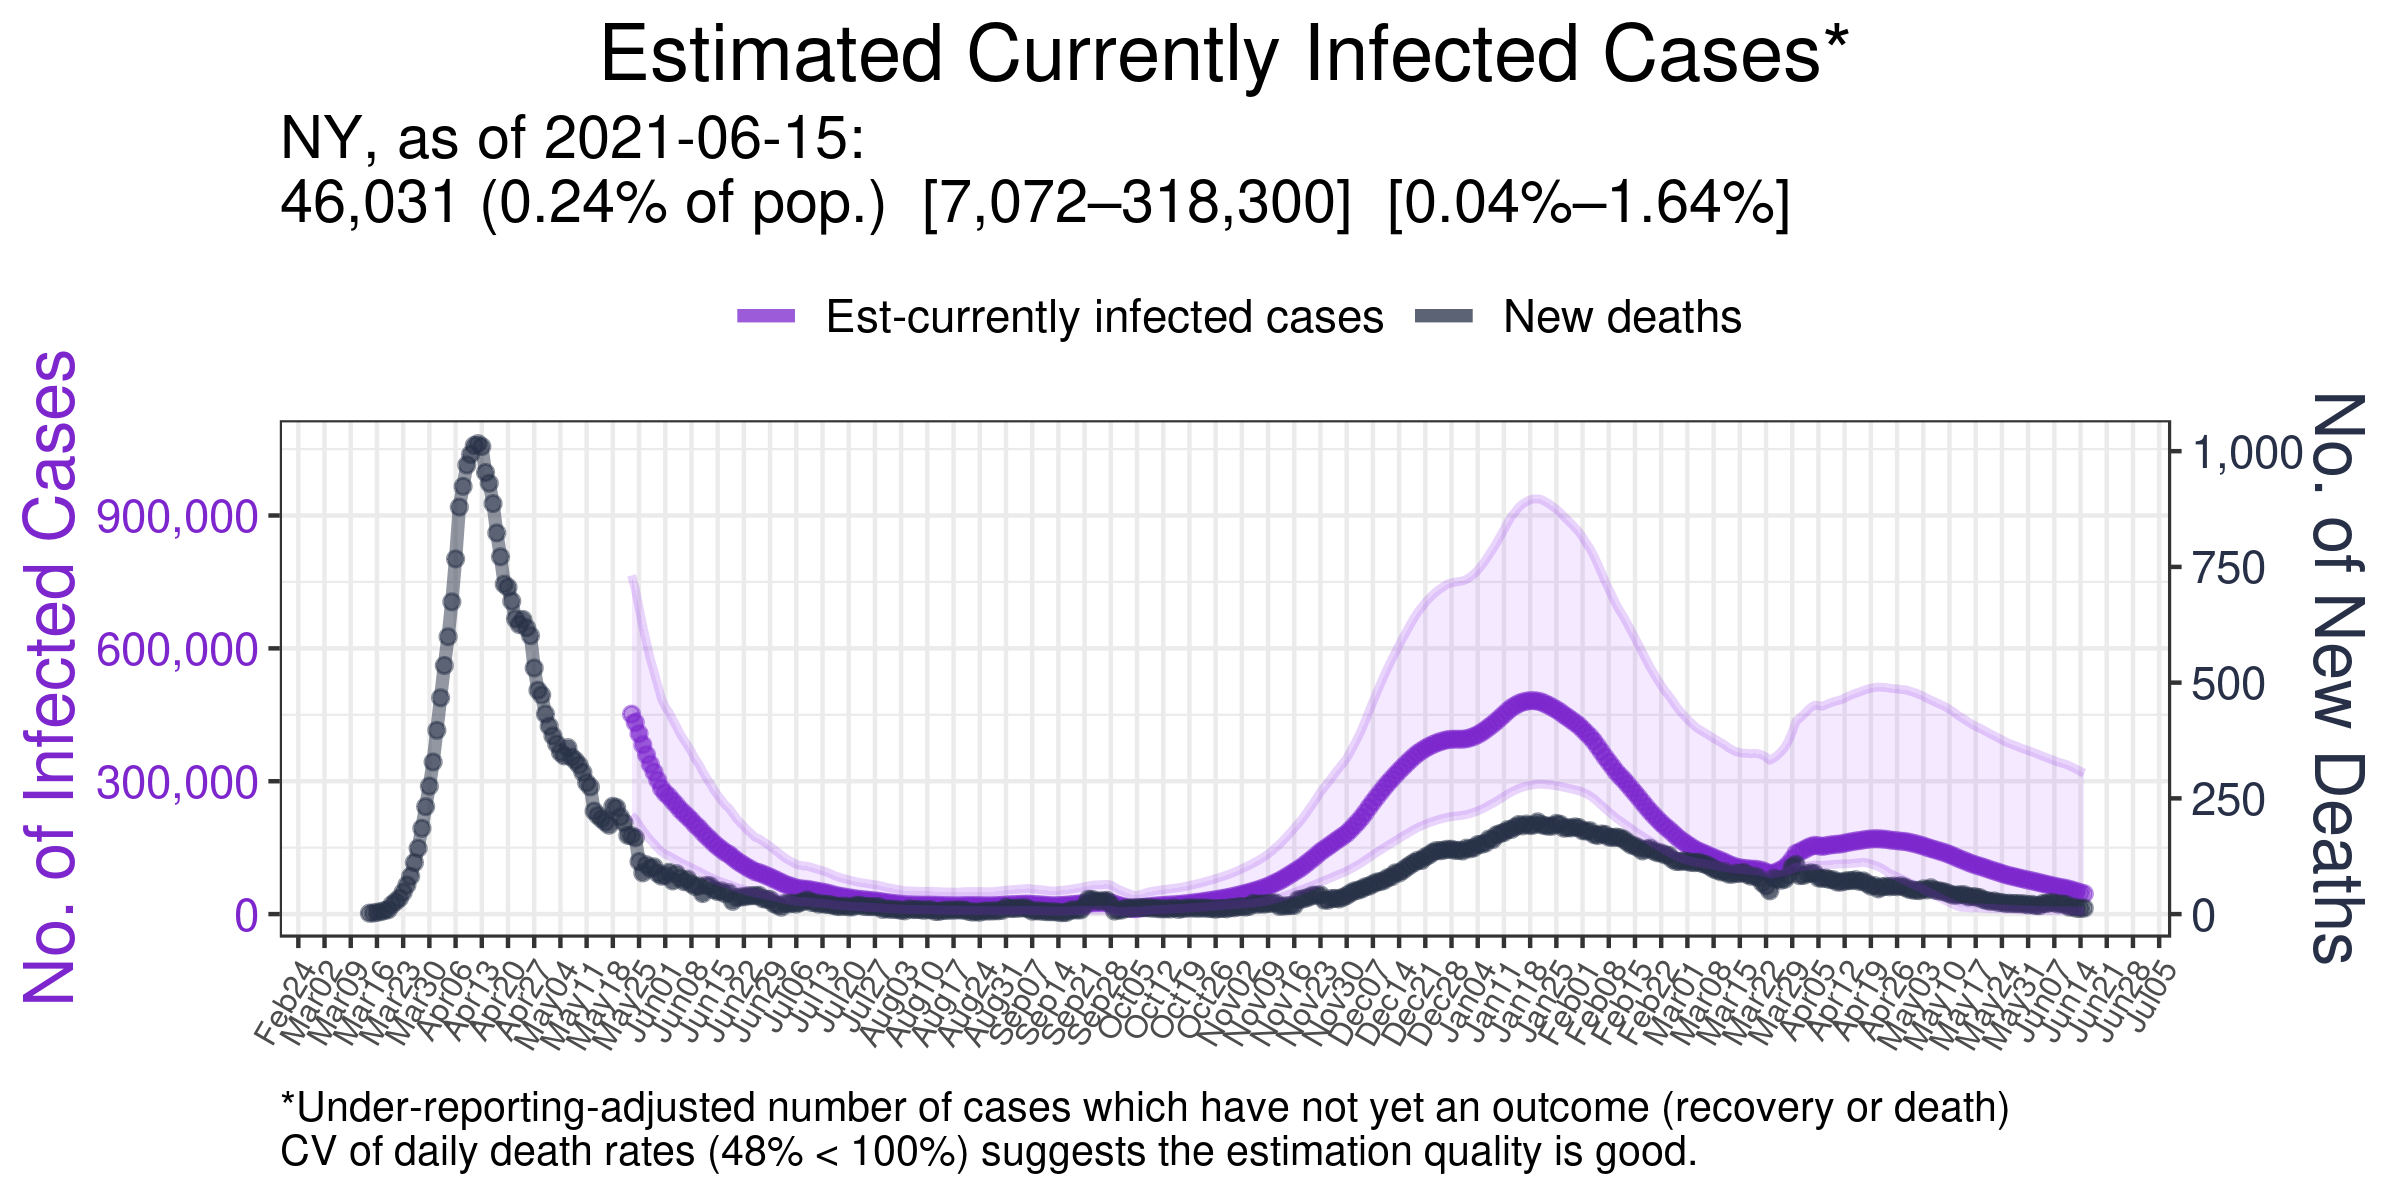 Estimated Currently Infected Cases*
NY, as of 2021-06-15:
46,031 (0.24% of pop.)  [7,072–318,300]  [0.04%–1.64%]
Est-currently infected cases
New deaths
No. of Infected Cases
900,000
600,000
300,000
0
1,000
750
500
250
0
No. of New Deaths
Feb24
Mar02
Mar09
Mar16
Mar23
Mar30
Apr06
Apr13
Apr20
Apr27
May04
May11
May18
May25
Jun01
Jun08
Jun15
Jun22
Jun29
Jul06
Jul13
Jul20
Jul27
Aug03
Aug10
Aug17
Aug24
Aug31
Sep07
Sep14
Sep21
Sep28
Oct05
Oct12
Oct19
Oct26
Nov02
Nov09
Nov16
Nov23
Nov30
Dec07
Dec14
Dec21
Dec28
Jan04
Jan11
Jan18
Jan25
Feb01
Feb08
Feb15
Feb22
Mar01
Mar08
Mar15
Mar22
Mar29
Apr05
Apr12
Apr19
Apr26
May03
May10
May17
May24
May31
Jun07
Jun14
Jun21
Jun28
Jul05
*Under-reporting-adjusted number of cases which have not yet an outcome (recovery or death)
CV of daily death rates (48% < 100%) suggests the estimation quality is good.